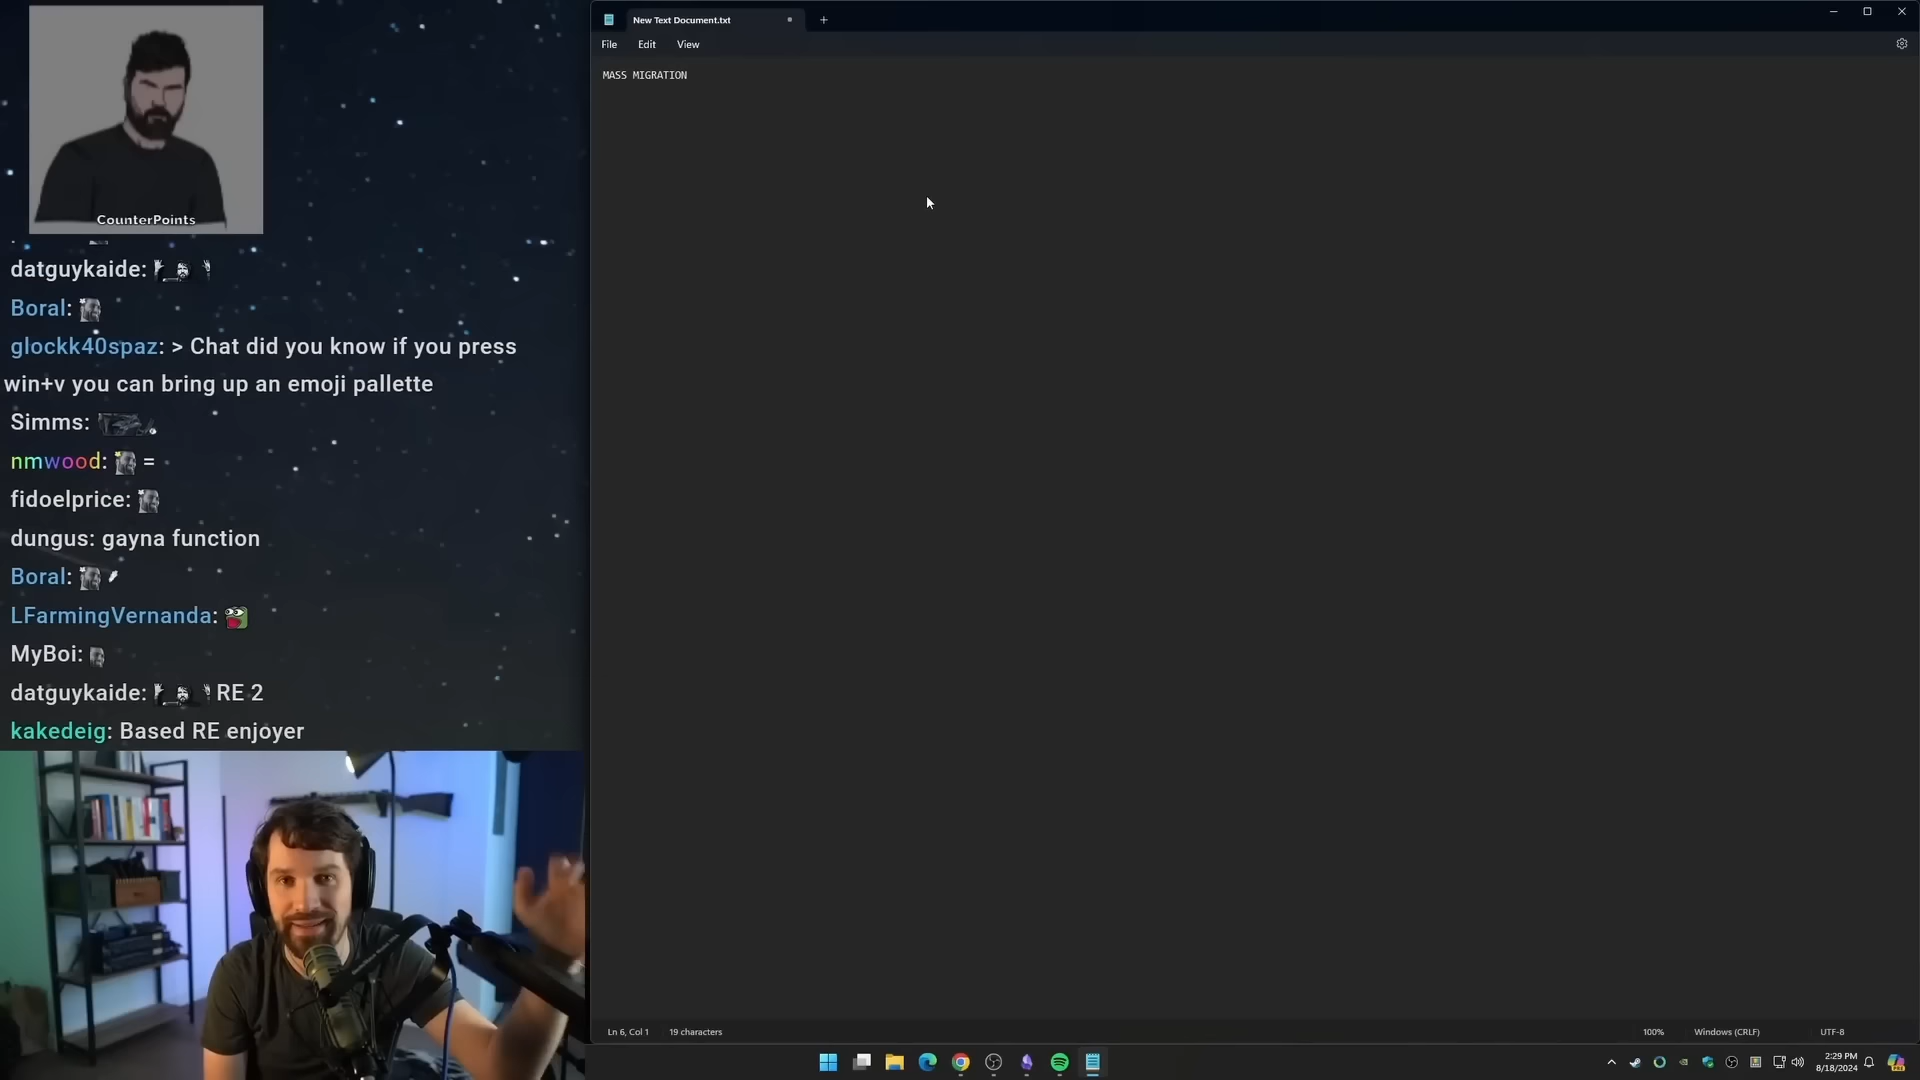 New Text Document.txt
File Edit View
MASS MIGRATION
CounterPoints
datguykaide:
Boral:
glockk40spaz: > Chat did you know if you press
win+v you can bring up an emoji pallette
Simms:
nmwood: =
fidoelprice:
dungus: gayna function
Boral:
LFarmingVernanda:
MyBoi:
datguykaide: RE 2
kakedeig: Based RE enjoyer
Ln 6, Col 1 19 characters 100% Windows (CRLF) UTF-8
2:29 PM
8/18/2024